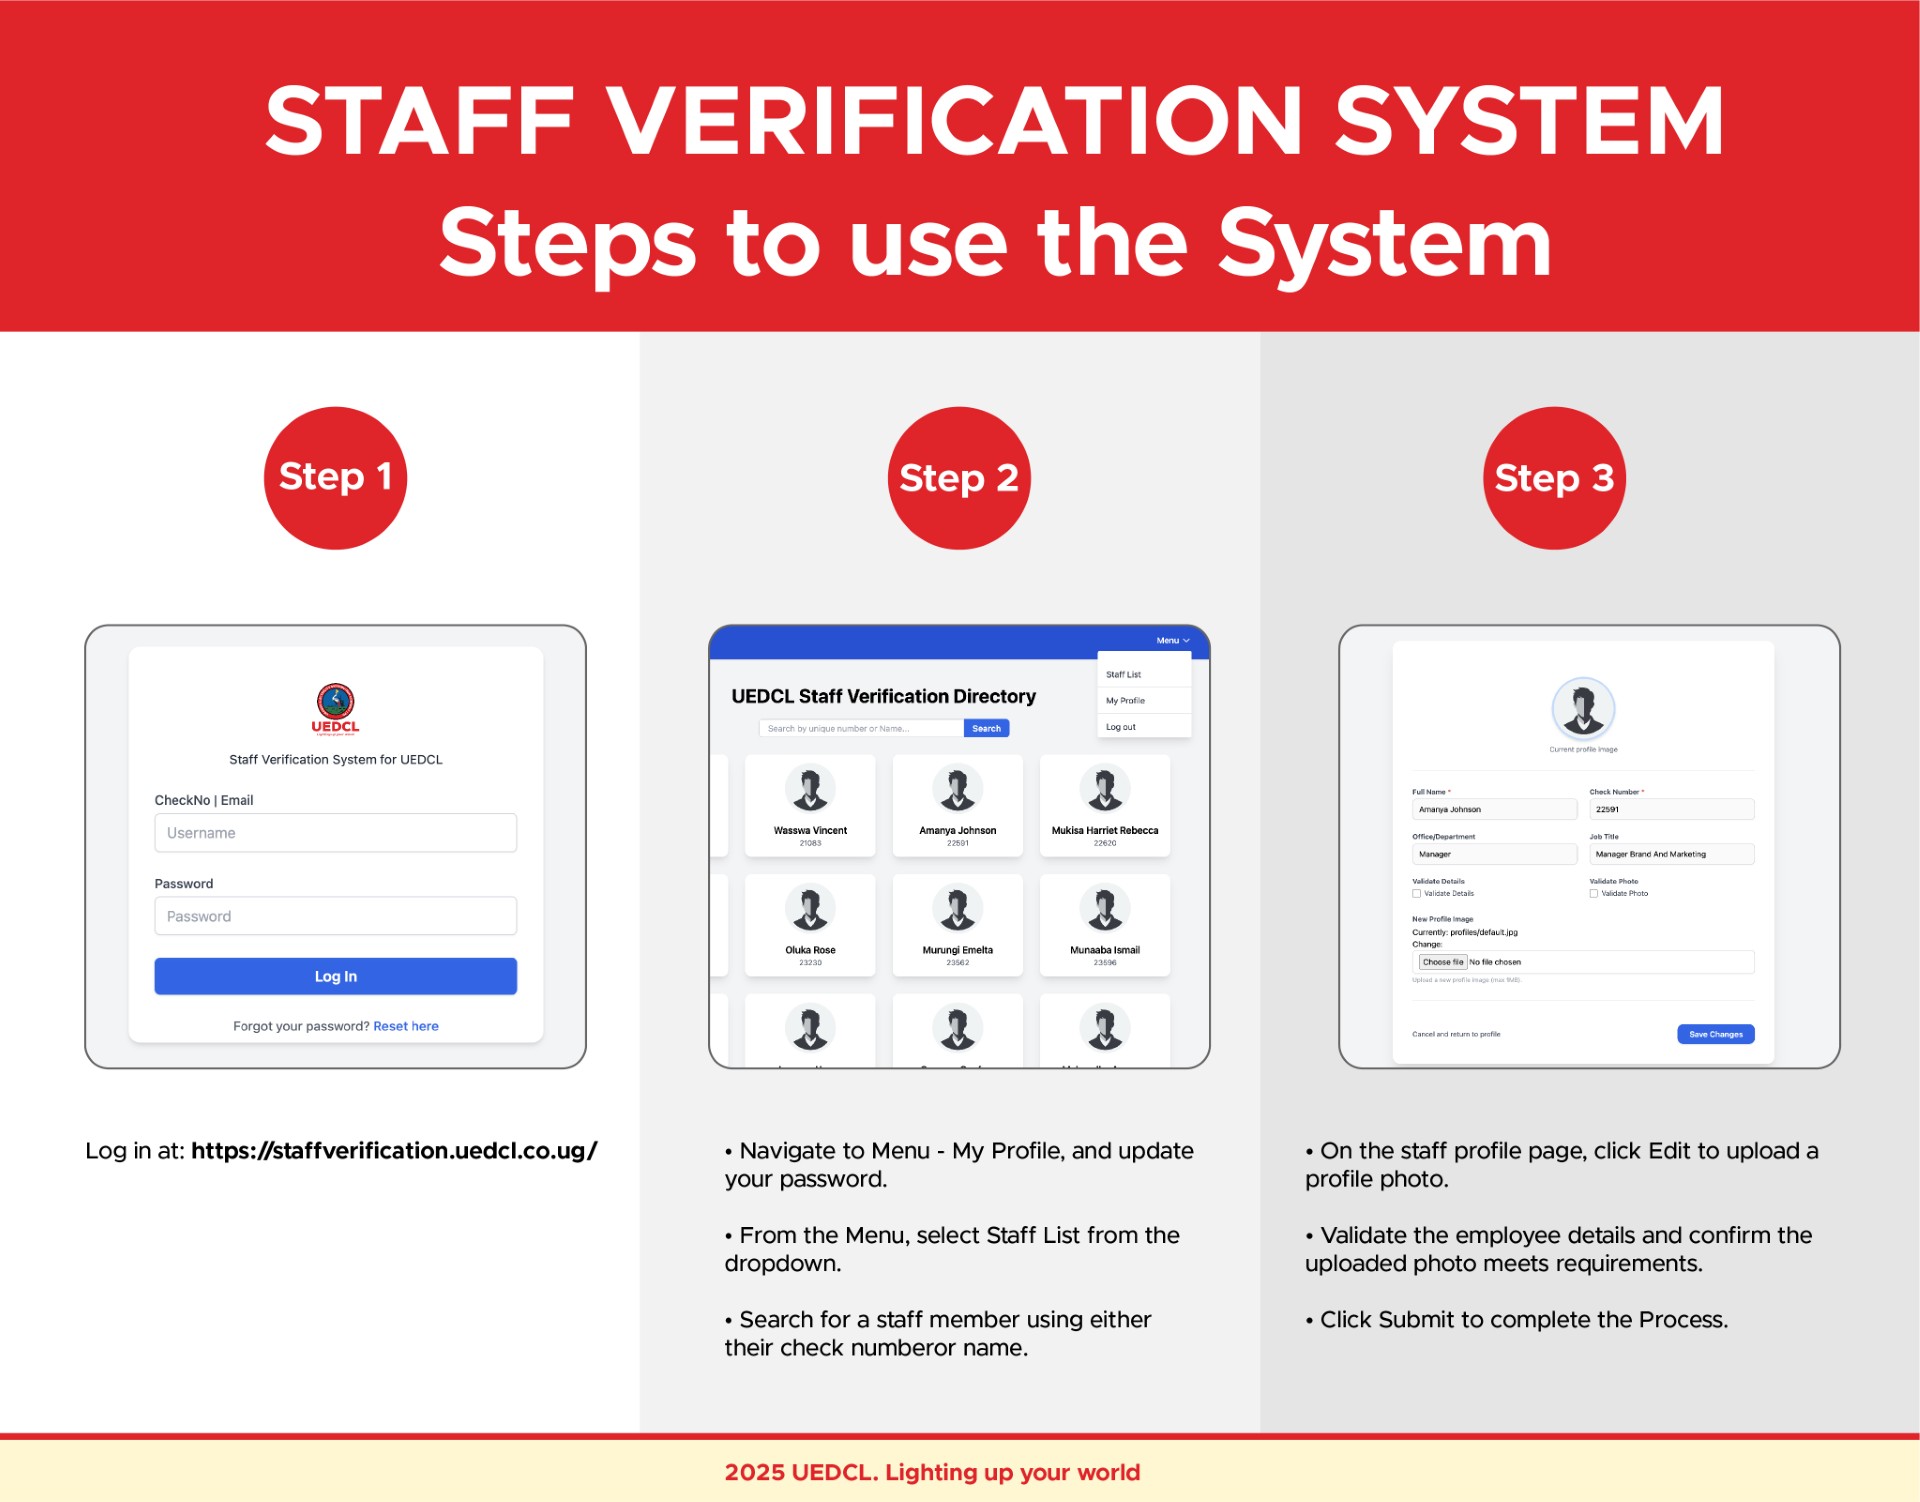 STAFF VERIFICATION SYSTEM
Steps to use the System
Step 1
UEDCL
Staff Verification System for UEDCL
CheckNo | Email
Username
Password
Password
Log In
Forgot your password? Reset here
Log in at: https://staffverification.uedcl.co.ug/
Step 2
Menu
Staff List
My Profile
Log out
UEDCL Staff Verification Directory
Search by unique number or Name...
Search
Wasswa Vincent
21083
Amanya Johnson
22591
Mukisa Harriet Rebecca
22620
Oluka Rose
23230
Murungi Emelta
23562
Munaaba Ismail
23596
• Navigate to Menu - My Profile, and update
your password.
• From the Menu, select Staff List from the
dropdown.
• Search for a staff member using either
their check numberor name.
Step 3
Current profile image
Full Name *
Amanya Johnson
Check Number *
22591
Office/Department
Manager
Job Title
Manager Brand And Marketing
Validate Details
Validate Details
Validate Photo
Validate Photo
New Profile Image
Currently: profiles/default.jpg
Change:
Choose file No file chosen
Upload a new profile image (max 1MB).
Cancel and return to profile
Save Changes
• On the staff profile page, click Edit to upload a
profile photo.
• Validate the employee details and confirm the
uploaded photo meets requirements.
• Click Submit to complete the Process.
2025 UEDCL. Lighting up your world